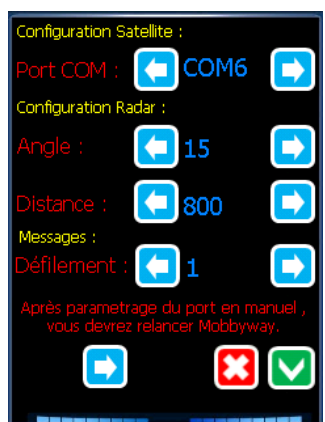 Configuration Satellite :
Port COM : COM6
Configuration Radar :
Angle : 15
Distance : 800
Messages :
Défilement : 1
Après parametrage du port en manuel ,
vous devrez relancer Mobbyway.